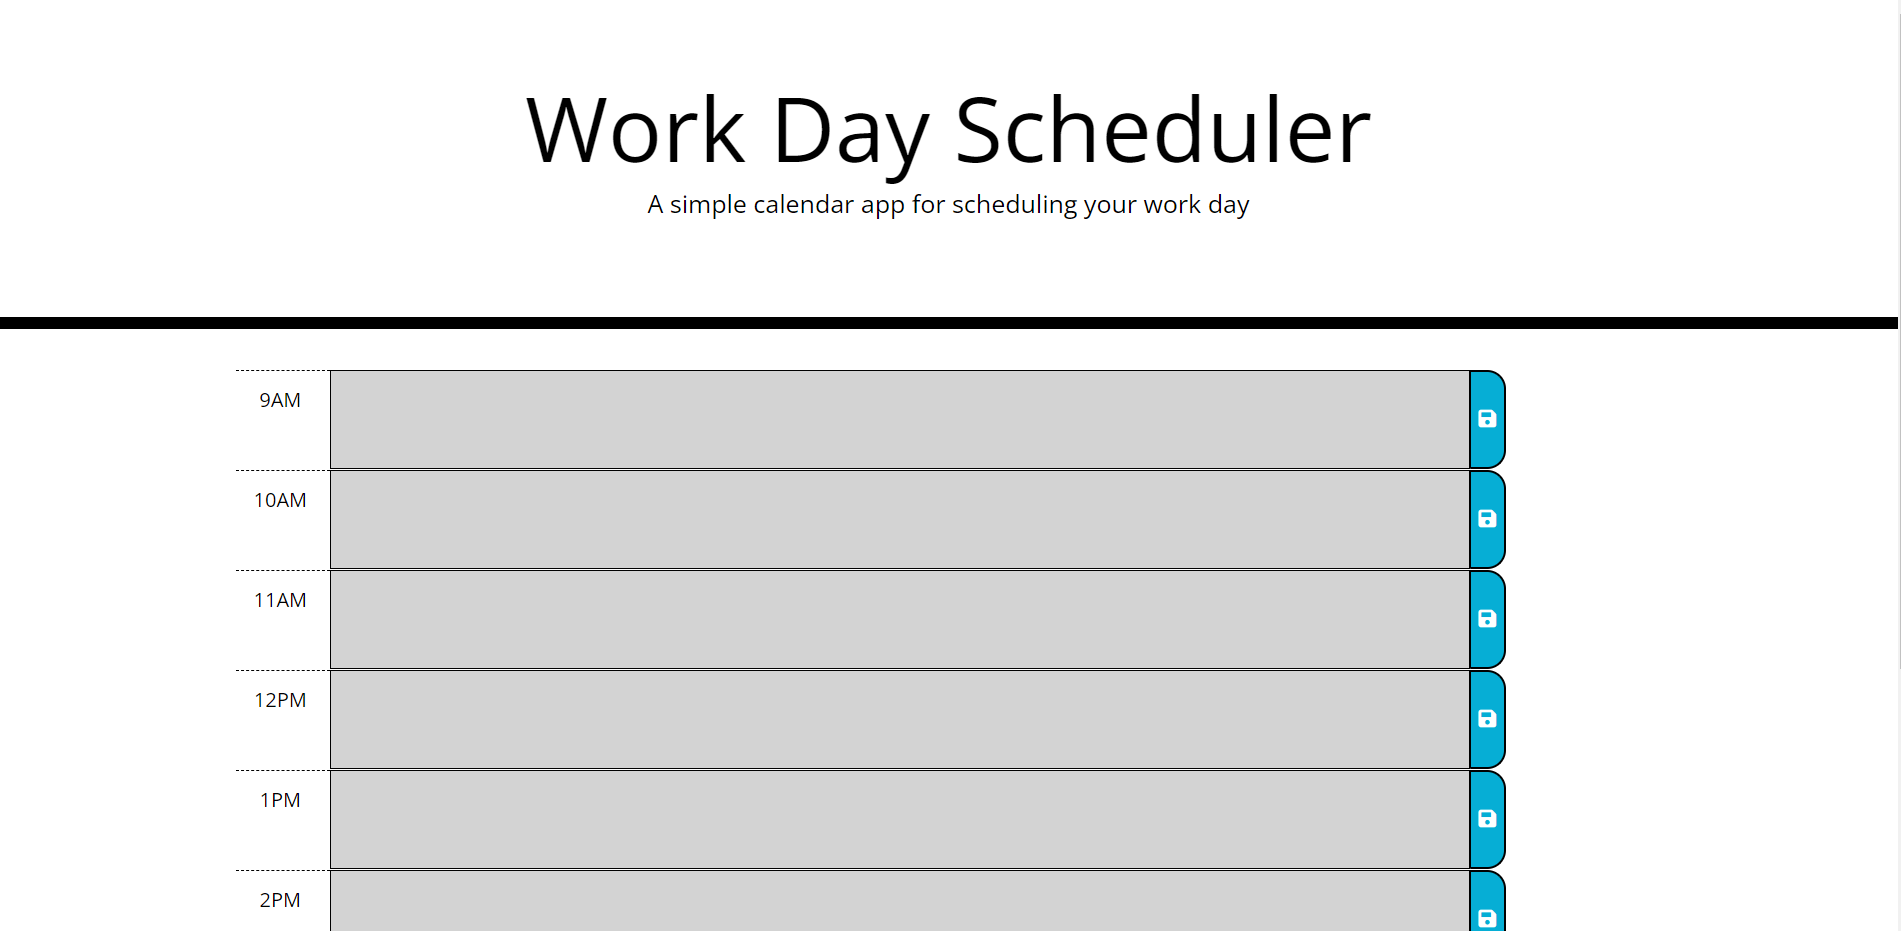 Work Day Scheduler
A simple calendar app for scheduling your work day
9AM
10AM
11AM
12PM
1PM
2PM